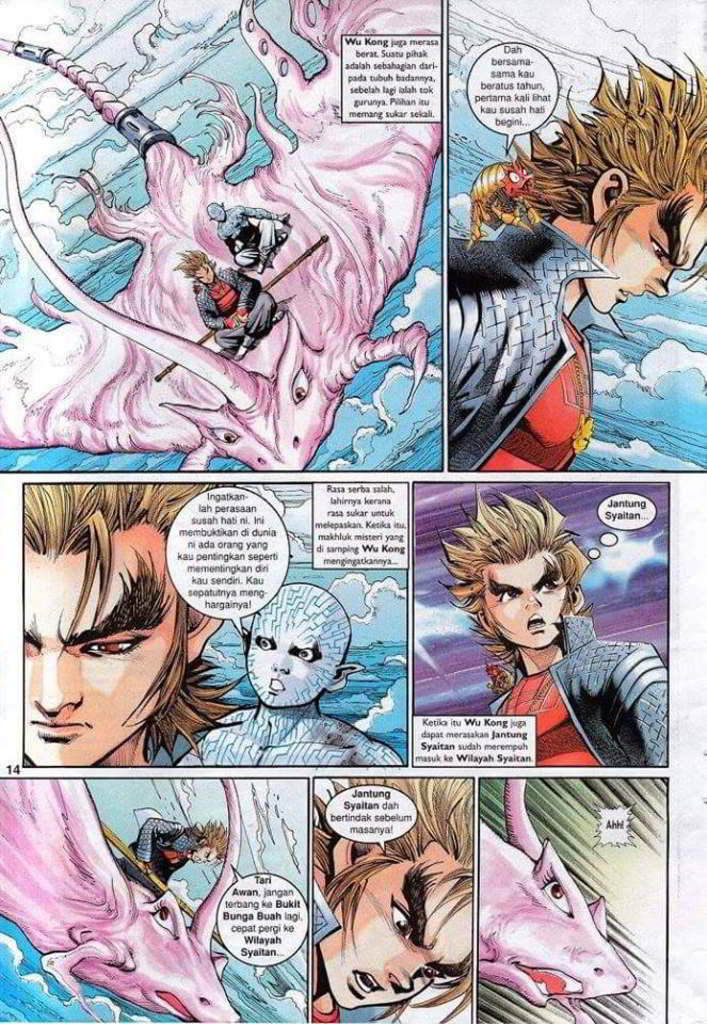 Wu Kong juga merasa
berat. Suatu pihak
adalah sebahagian dari-
pada tubuh badannya,
sebelah lagi ialah tok
gurunya. Pilihan itu
memang sukar sekali.
Dah
bersama-
sama kau
beratus tahun,
pertama kali lihat
kau susah hati
begini...
Ingatkan-
lah perasaan
susah hati ni. Ini
membuktikan di dunia
ni ada orang yang
kau pentingkan seperti
mementingkan diri
kau sendiri. Kau
sepatutnya meng-
hargainya!
Rasa serba salah,
lahirnya kerana
rasa sukar untuk
melepaskan. Ketika itu,
makhluk misteri yang
di samping Wu Kong
mengingatkannya...
Jantung
Syaitan...
Ketika itu Wu Kong juga
dapat merasakan Jantung
Syaitan sudah merempuh
masuk ke Wilayah Syaitan.
14
Tari
Awan, jangan
terbang ke Bukit
Bunga Buah lagi,
cepat pergi ke
Wilayah
Syaitan...
Jantung
Syaitan dah
bertindak sebelum
masanya!
Ahh!